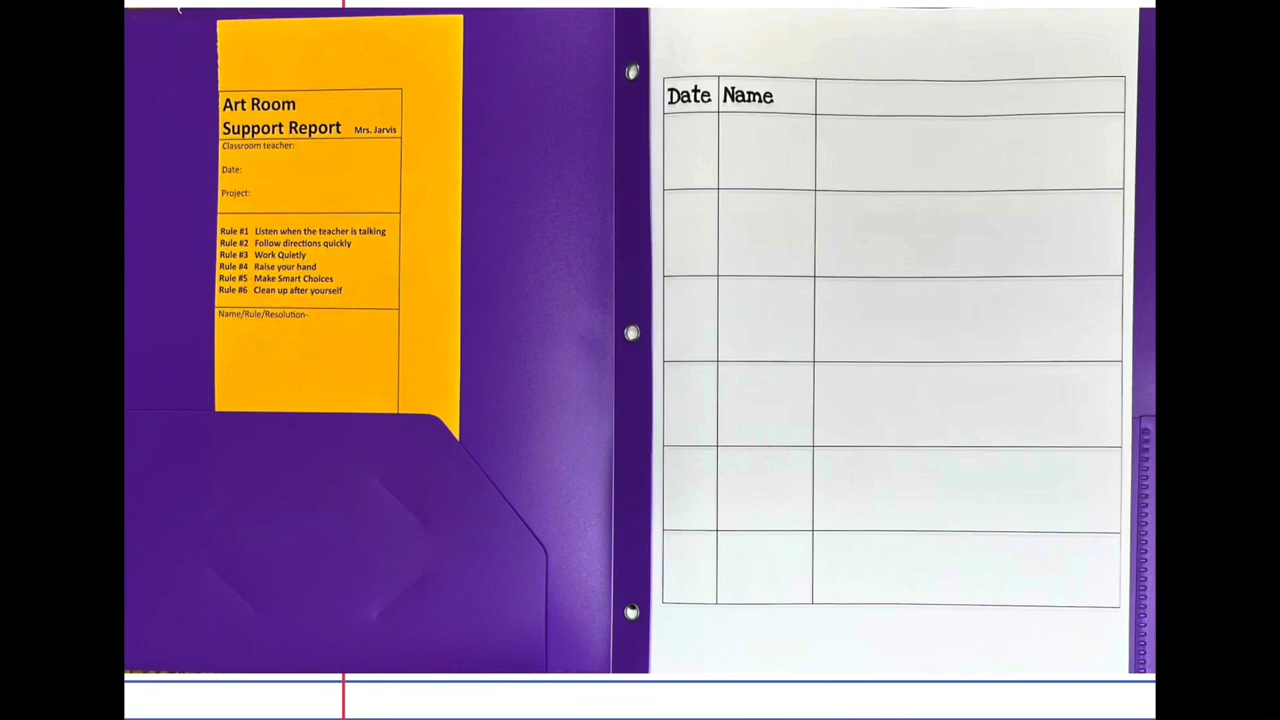 Art Room
Support Report Mrs. Jarvis
Classroom teacher:
Date:
Project:
Rule #1 Listen when the teacher is talking
Rule #2 Follow directions quickly
Rule #3 Work Quietly
Rule #4 Raise your hand
Rule #5 Make Smart Choices
Rule #6 Clean up after yourself
Name/Rule/Resolution-
Date Name